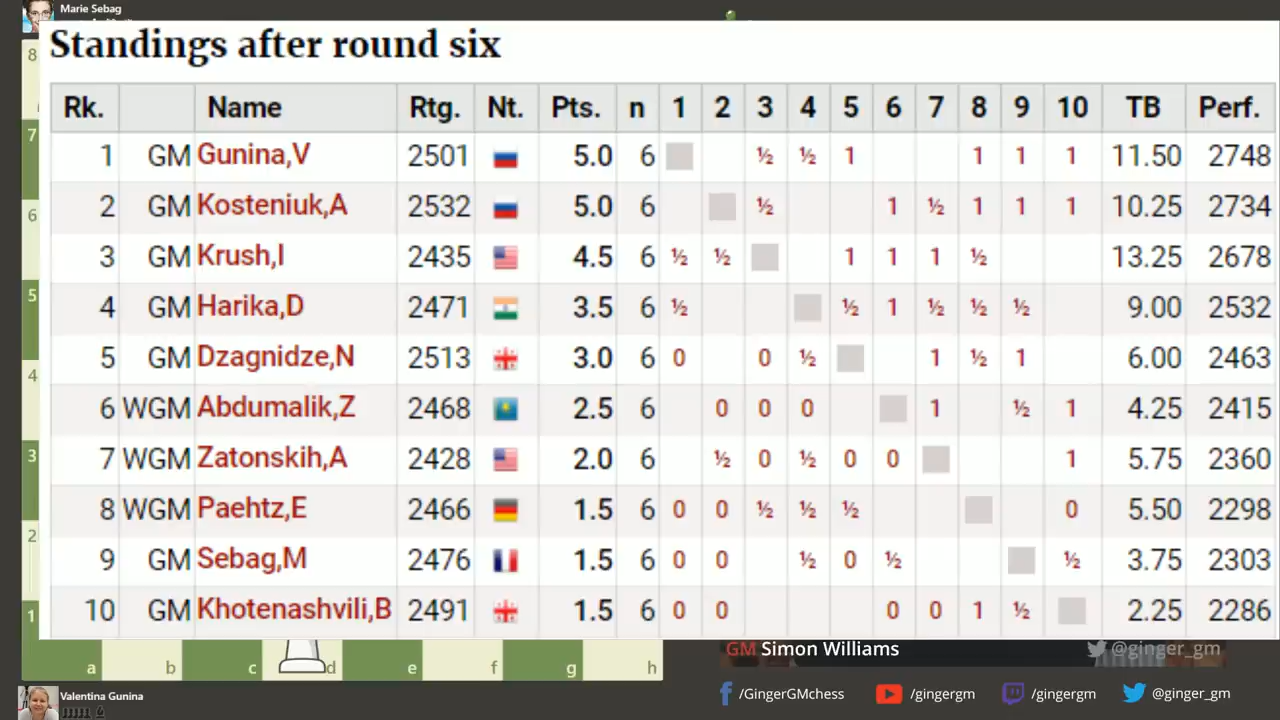 Marie Sebag
Standings after round six
Rk. Name Rtg. Nt. Pts. n 1 2 3 4 5 6 7 8 9 10 TB Perf.
1 GM Gunina,V 2501 5.0 6 ½ ½ 1 1 1 1 11.50 2748
2 GM Kosteniuk,A 2532 5.0 6 ½ 1 ½ 1 1 1 10.25 2734
3 GM Krush,I 2435 4.5 6 ½ ½ 1 1 1 ½ 13.25 2678
4 GM Harika,D 2471 3.5 6 ½ ½ 1 ½ ½ ½ 9.00 2532
5 GM Dzagnidze,N 2513 3.0 6 0 0 ½ 1 ½ 1 6.00 2463
6 WGM Abdumalik,Z 2468 2.5 6 0 0 0 1 ½ 1 4.25 2415
7 WGM Zatonskih,A 2428 2.0 6 ½ 0 ½ 0 0 1 5.75 2360
8 WGM Paehtz,E 2466 1.5 6 0 0 ½ ½ ½ 0 5.50 2298
9 GM Sebag,M 2476 1.5 6 0 0 ½ 0 ½ ½ 3.75 2303
10 GM Khotenashvili,B 2491 1.5 6 0 0 0 0 1 ½ 2.25 2286
8
7
6
5
4
3
2
1
a b c d e f g h
GM Simon Williams @ginger_gm
Valentina Gunina
/GingerGMchess /gingergm /gingergm @ginger_gm